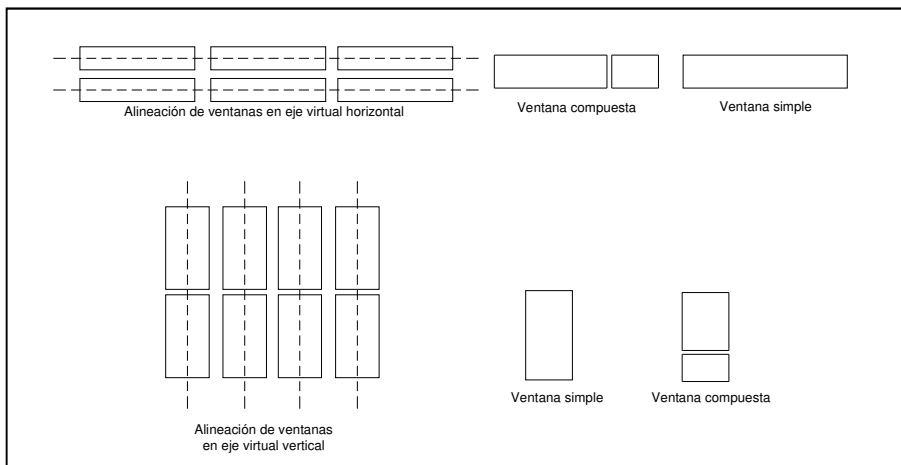 Alineación de ventanas en eje virtual horizontal
Ventana compuesta
Ventana simple
Alineación de ventanas
en eje virtual vertical
Ventana simple
Ventana compuesta